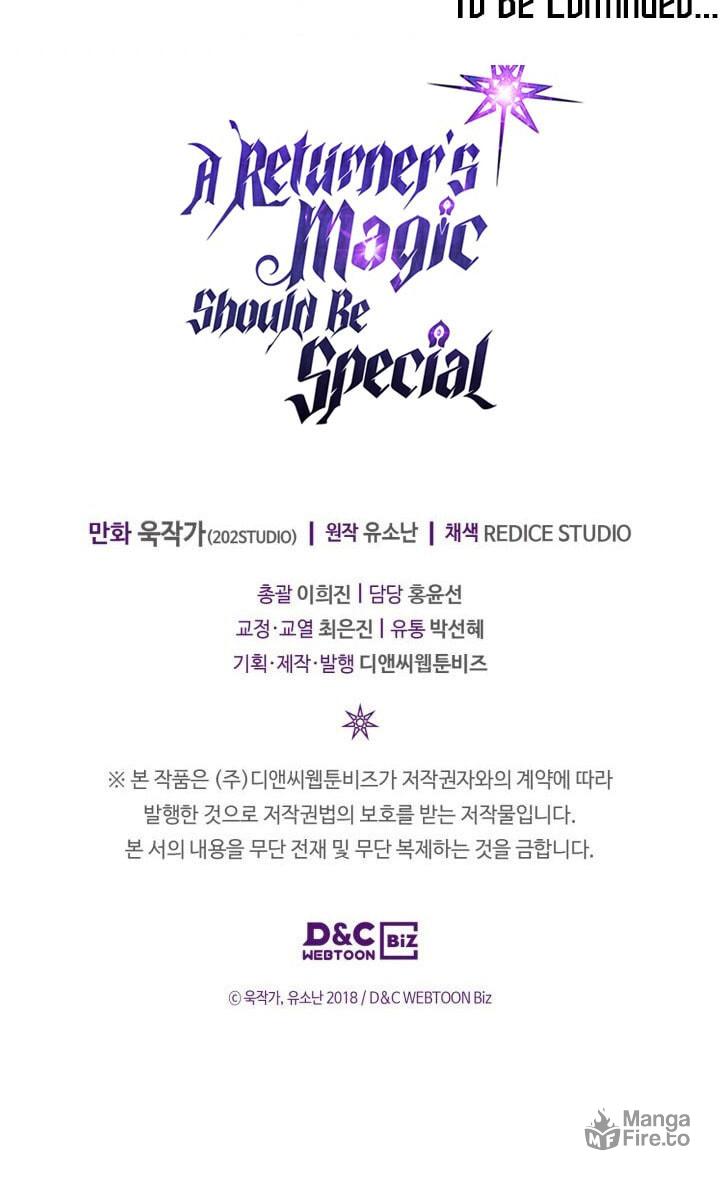 To be continued...
A Returner's
Magic
Should Be
Special
만화 욱작가(202STUDIO) | 원작 유소난 | 채색 REDICE STUDIO
총괄 이희진 | 담당 홍윤선
교정·교열 최은진 | 유통 박선혜
기획·제작·발행 디앤씨웹툰비즈
※ 본 작품은 (주)디앤씨웹툰비즈가 저작권자와의 계약에 따라
발행한 것으로 저작권법의 보호를 받는 저작물입니다.
본 서의 내용을 무단 전재 및 무단 복제하는 것을 금합니다.
D&C BiZ
WEBTOON
© 욱작가, 유소난 2018 / D&C WEBTOON Biz
Manga
MF Fire.to